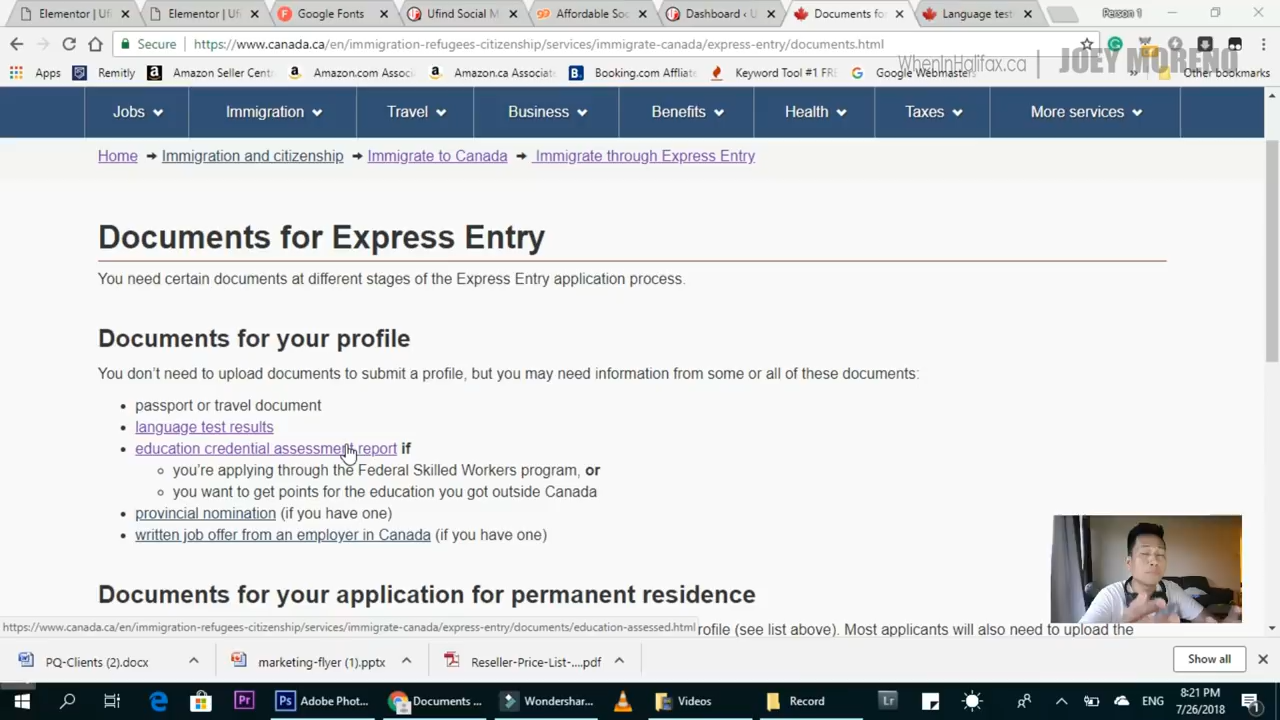 Elementor | Ufi
Elementor | Ufi
Google Fonts
Ufind Social M
Affordable Soc
Dashboard ‹ U
Documents fo
Language test
Person 1
Secure
https://www.canada.ca/en/immigration-refugees-citizenship/services/immigrate-canada/express-entry/documents.html
WhenInHalifax.ca | JOEY MORENO
Apps
Remitly
Amazon Seller Cent
Amazon.com Associ
Amazon.ca Associate
Booking.com Affliate
Keyword Tool #1 FRE
Google Webmasters
»
Other bookmarks
Jobs
Immigration
Travel
Business
Benefits
Health
Taxes
More services
Home → Immigration and citizenship → Immigrate to Canada → Immigrate through Express Entry
Documents for Express Entry
You need certain documents at different stages of the Express Entry application process.
Documents for your profile
You don't need to upload documents to submit a profile, but you may need information from some or all of these documents:
• passport or travel document
• language test results
• education credential assessment report if
◦ you're applying through the Federal Skilled Workers program, or
◦ you want to get points for the education you got outside Canada
• provincial nomination (if you have one)
• written job offer from an employer in Canada (if you have one)
Documents for your application for permanent residence
https://www.canada.ca/en/immigration-refugees-citizenship/services/immigrate-canada/express-entry/documents/education-assessed.html
rofile (see list above). Most applicants will also need to upload the
PQ-Clients (2).docx
marketing-flyer (1).pptx
Reseller-Price-List-....pdf
Show all
Adobe Phot...
Documents ...
Wondershar...
Videos
Record
ENG
8:21 PM
7/26/2018